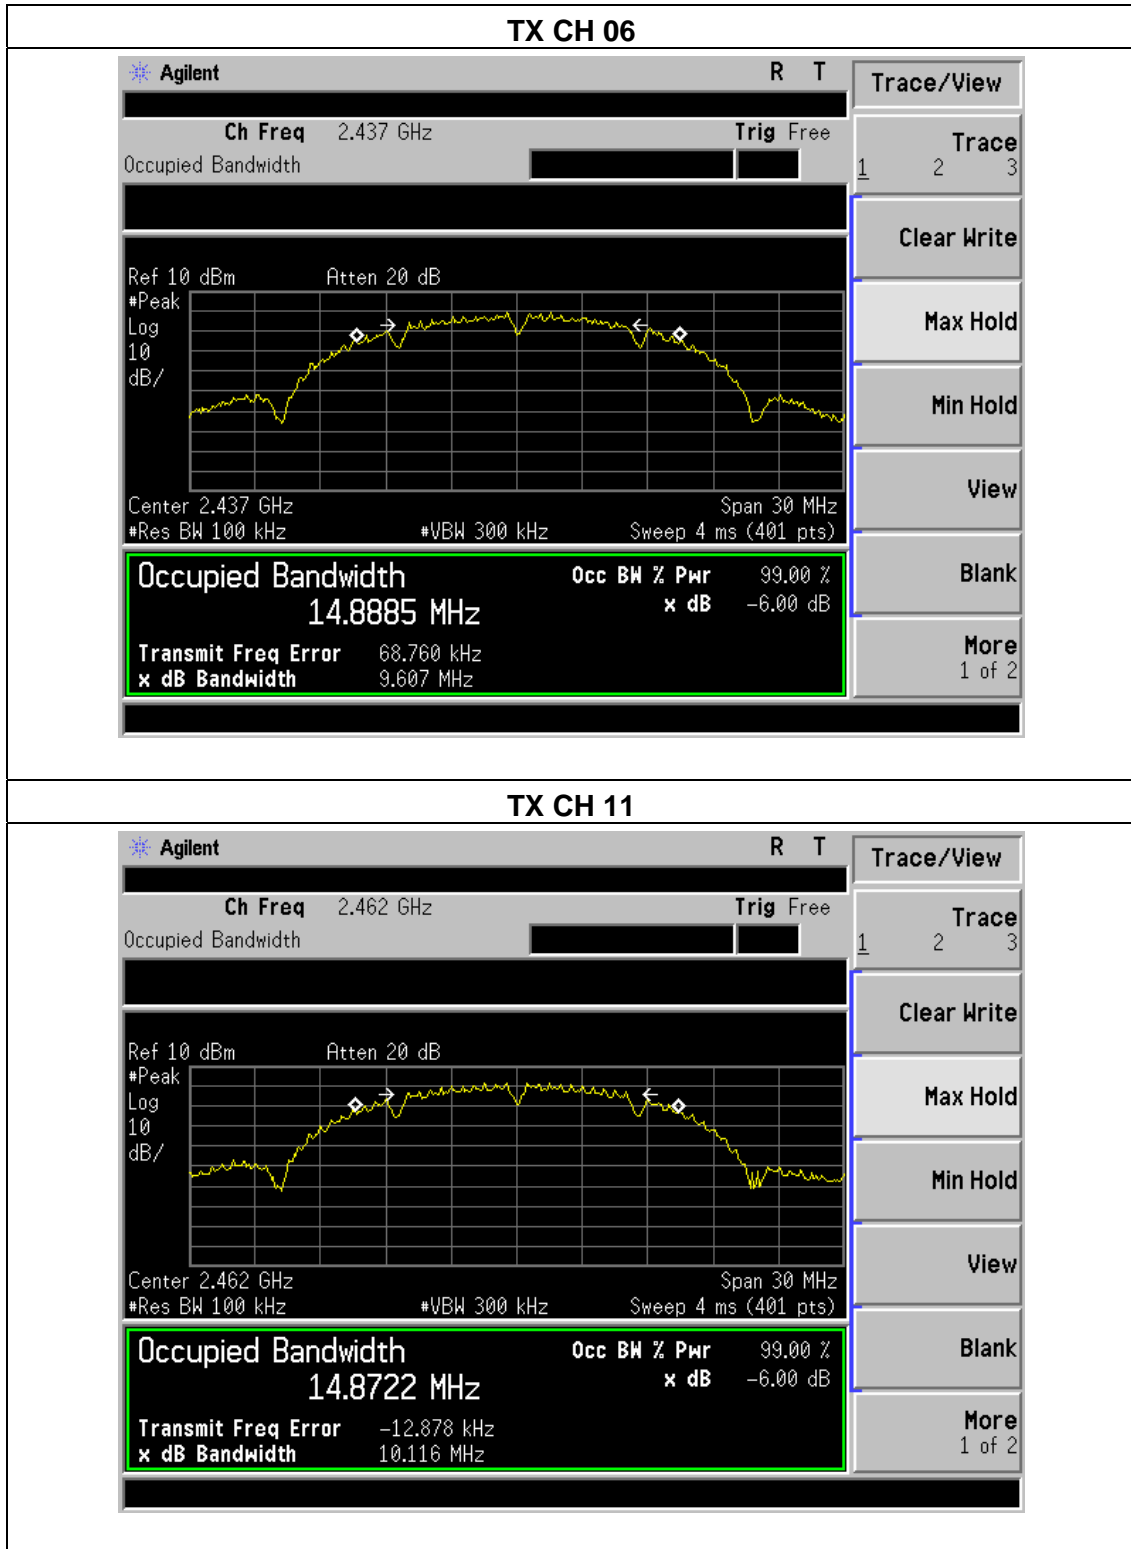 TX CH 06
Agilent R T
Trace/View
Ch Freq 2.437 GHz Trig Free
Occupied Bandwidth
Trace
1 2 3
Clear Write
Ref 10 dBm Atten 20 dB
#Peak
Log
10
dB/
Max Hold
Min Hold
View
Center 2.437 GHz Span 30 MHz
#Res BW 100 kHz #VBW 300 kHz Sweep 4 ms (401 pts)
Occupied Bandwidth Occ BW % Pwr 99.00 %
14.8885 MHz x dB -6.00 dB
Blank
Transmit Freq Error 68.760 kHz
x dB Bandwidth 9.607 MHz
More
1 of 2
TX CH 11
Agilent R T
Trace/View
Ch Freq 2.462 GHz Trig Free
Occupied Bandwidth
Trace
1 2 3
Clear Write
Ref 10 dBm Atten 20 dB
#Peak
Log
10
dB/
Max Hold
Min Hold
View
Center 2.462 GHz Span 30 MHz
#Res BW 100 kHz #VBW 300 kHz Sweep 4 ms (401 pts)
Occupied Bandwidth Occ BW % Pwr 99.00 %
14.8722 MHz x dB -6.00 dB
Blank
Transmit Freq Error -12.878 kHz
x dB Bandwidth 10.116 MHz
More
1 of 2